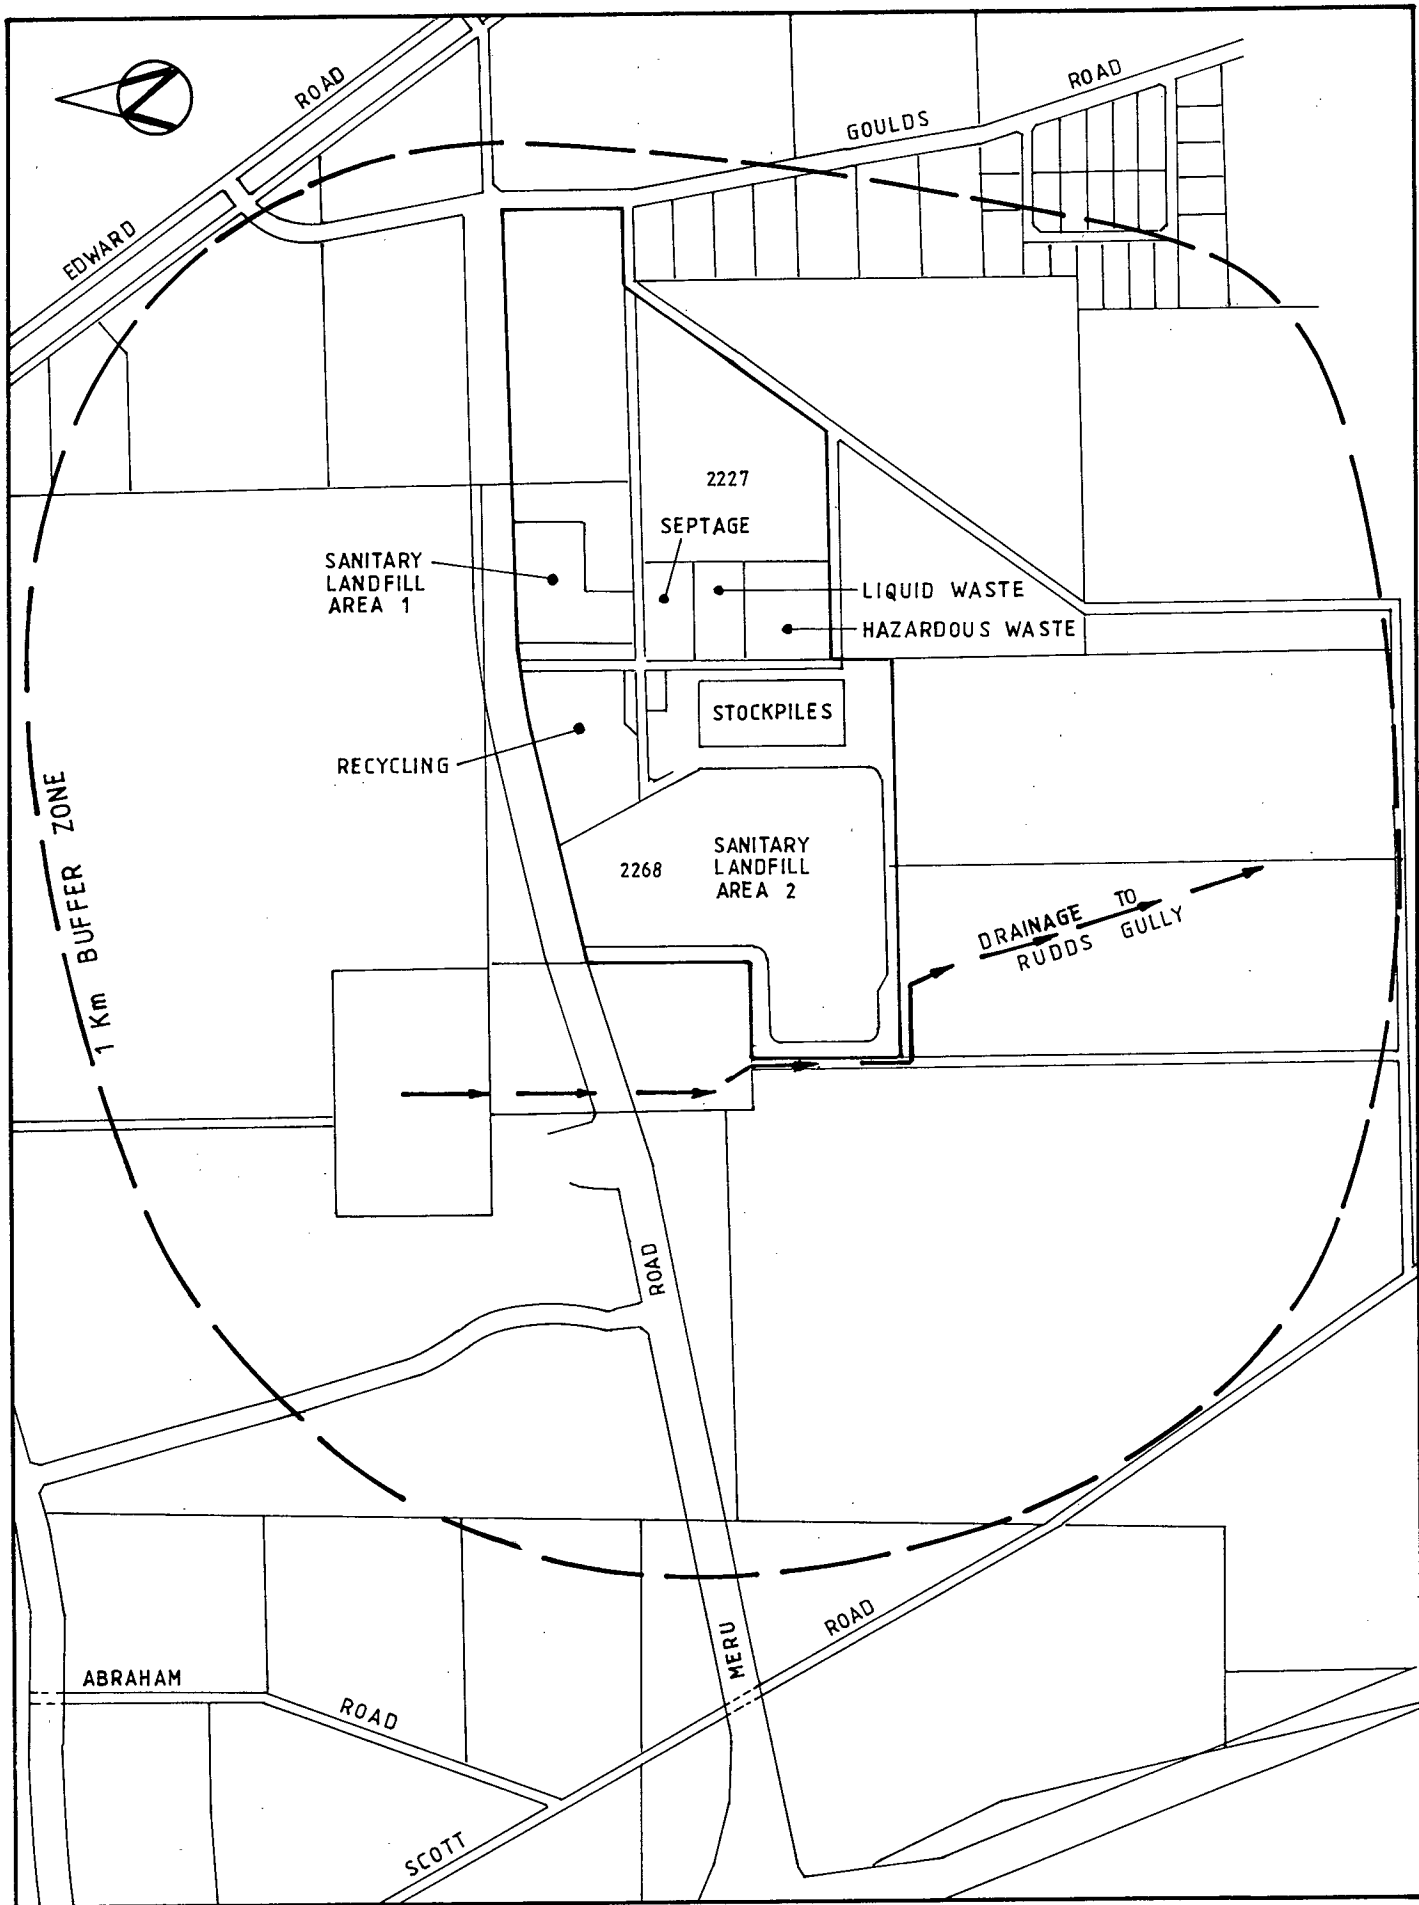 N
ROAD
ROAD
GOULDS
EDWARD
2227
SEPTAGE
SANITARY
LANDFILL
AREA 1
LIQUID WASTE
HAZARDOUS WASTE
STOCKPILES
RECYCLING
1 Km BUFFER ZONE
SANITARY
LANDFILL
AREA 2
2268
DRAINAGE TO
RUDDS GULLY
ROAD
ROAD
MERU
ABRAHAM
ROAD
SCOTT